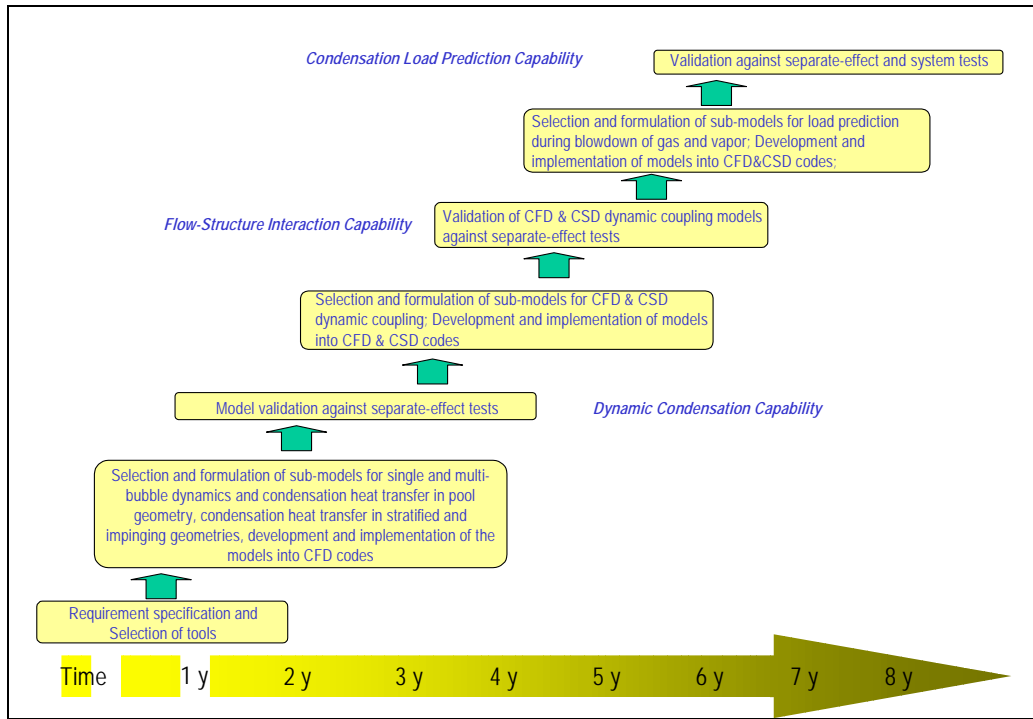 Condensation Load Prediction Capability
Validation against separate-effect and system tests
Selection and formulation of sub-models for load prediction
during blowdown of gas and vapor; Development and
implementation of models into CFD&CSD codes;
Flow-Structure Interaction Capability
Validation of CFD & CSD dynamic coupling models
against separate-effect tests
Selection and formulation of sub-models for CFD & CSD
dynamic coupling; Development and implementation of models
into CFD & CSD codes
Model validation against separate-effect tests
Dynamic Condensation Capability
Selection and formulation of sub-models for single and multi-
bubble dynamics and condensation heat transfer in pool
geometry, condensation heat transfer in stratified and
impinging geometries, development and implementation of the
models into CFD codes
Requirement specification and
Selection of tools
Time 1 y 2 y 3 y 4 y 5 y 6 y 7 y 8 y